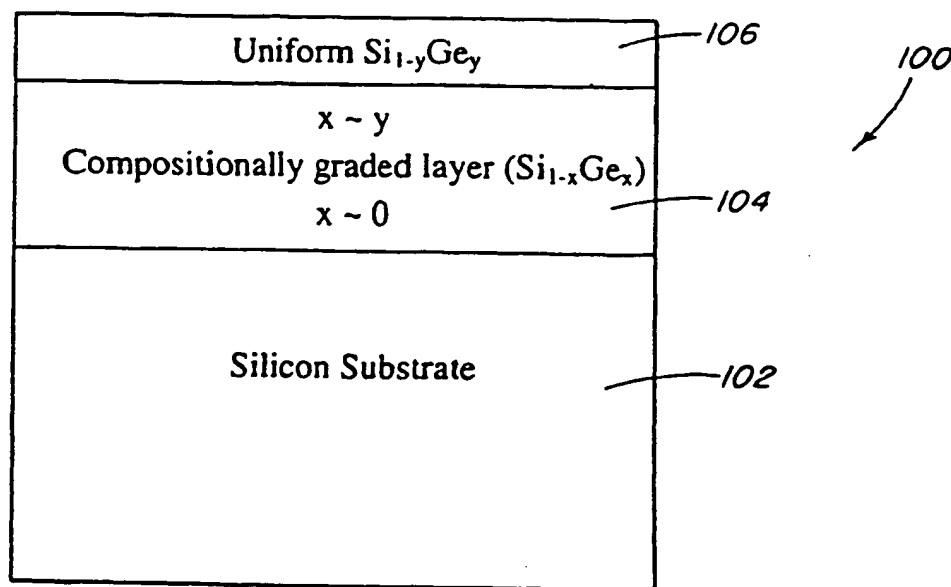 Uniform Si₁₋yGey
106
100
x ~ y
Compositionally graded layer (Si₁₋ₓGeₓ)
x ~ 0
104
Silicon Substrate
102